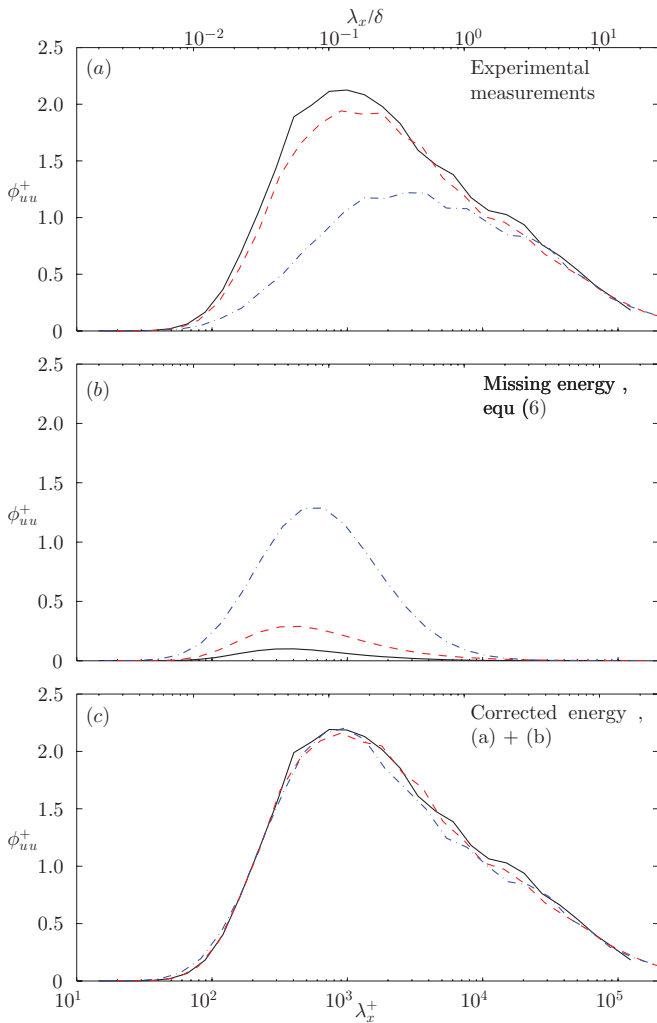 λₓ/δ
10⁻² 10⁻¹ 10⁰ 10¹
2.5
(a)
Experimental
measurements
2.0
1.5
ϕ⁺ᵤᵤ
1.0
0.5
0
2.5
(b)
Missing energy ,
equ (6)
2.0
1.5
ϕ⁺ᵤᵤ
1.0
0.5
0
2.5
(c)
Corrected energy ,
(a) + (b)
2.0
1.5
ϕ⁺ᵤᵤ
1.0
0.5
0
10¹ 10² 10³ 10⁴ 10⁵
λ⁺ₓ